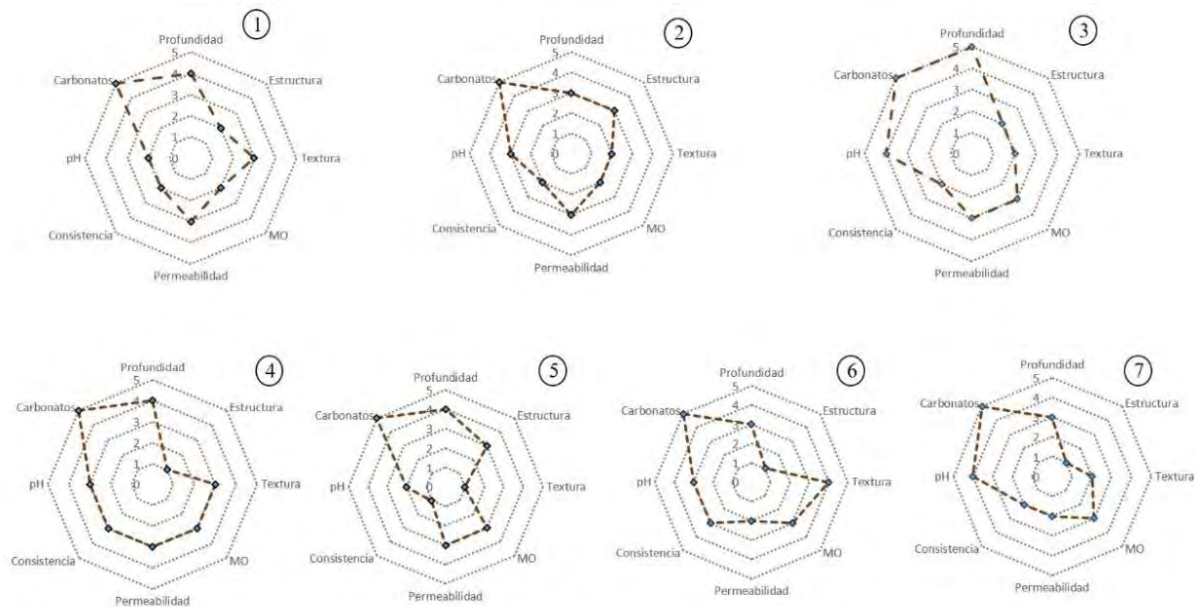 1
Profundidad
5
4
3
2
1
0
Carbonatos
Estructura
pH
Textura
Consistencia
MO
Permeabilidad
2
Profundidad
5
4
3
2
1
0
Carbonatos
Estructura
pH
Textura
Consistencia
MO
Permeabilidad
3
Profundidad
5
4
3
2
1
0
Carbonatos
Estructura
pH
Textura
Consistencia
MO
Permeabilidad
4
Profundidad
5
4
3
2
1
0
Carbonatos
Estructura
pH
Textura
Consistencia
MO
Permeabilidad
5
Profundidad
5
4
3
2
1
0
Carbonatos
Estructura
pH
Textura
Consistencia
MO
Permeabilidad
6
Profundidad
5
4
3
2
1
0
Carbonatos
Estructura
pH
Textura
Consistencia
MO
Permeabilidad
7
Profundidad
5
4
3
2
1
0
Carbonatos
Estructura
pH
Textura
Consistencia
MO
Permeabilidad